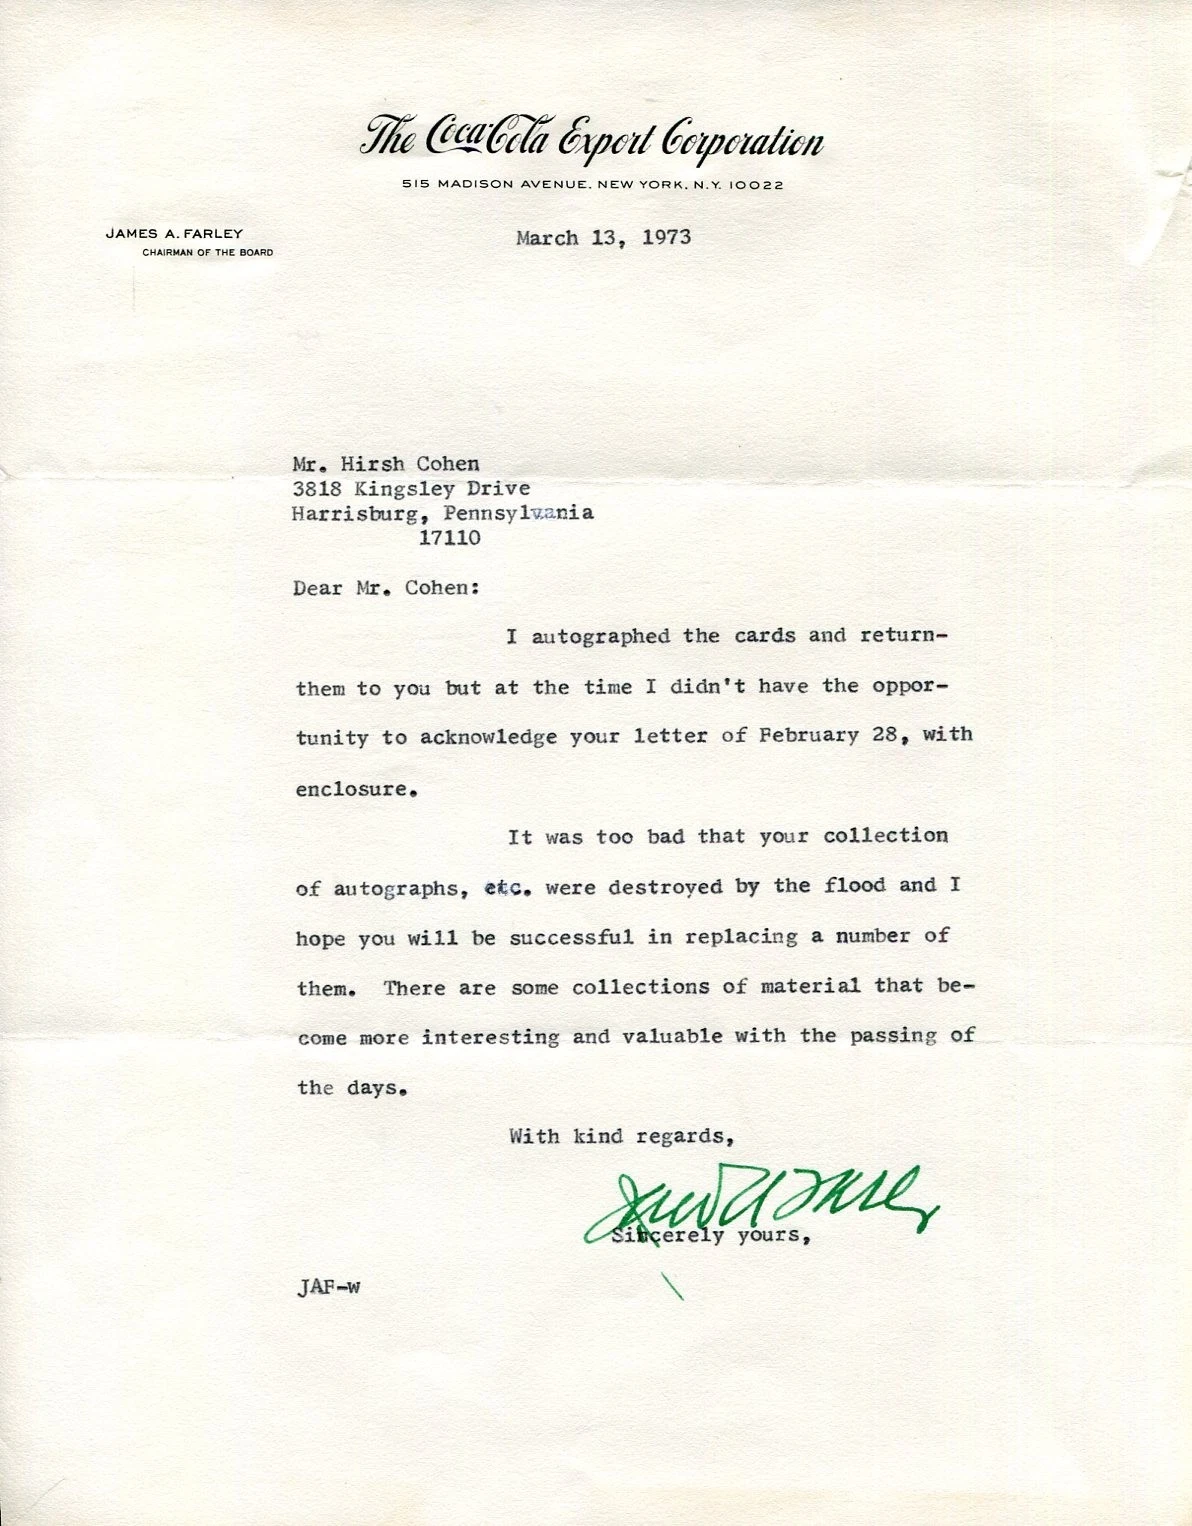 The Coca-Cola Export Corporation
515 MADISON AVENUE, NEW YORK, N.Y. 10022
JAMES A. FARLEY
CHAIRMAN OF THE BOARD
March 13, 1973
Mr. Hirsh Cohen
3818 Kingsley Drive
Harrisburg, Pennsylvania
17110
Dear Mr. Cohen:
I autographed the cards and return-
them to you but at the time I didn't have the oppor-
tunity to acknowledge your letter of February 28, with
enclosure.
It was too bad that your collection
of autographs, etc. were destroyed by the flood and I
hope you will be successful in replacing a number of
them. There are some collections of material that be-
come more interesting and valuable with the passing of
the days.
With kind regards,
James A Farley
Sincerely yours,
JAF-w